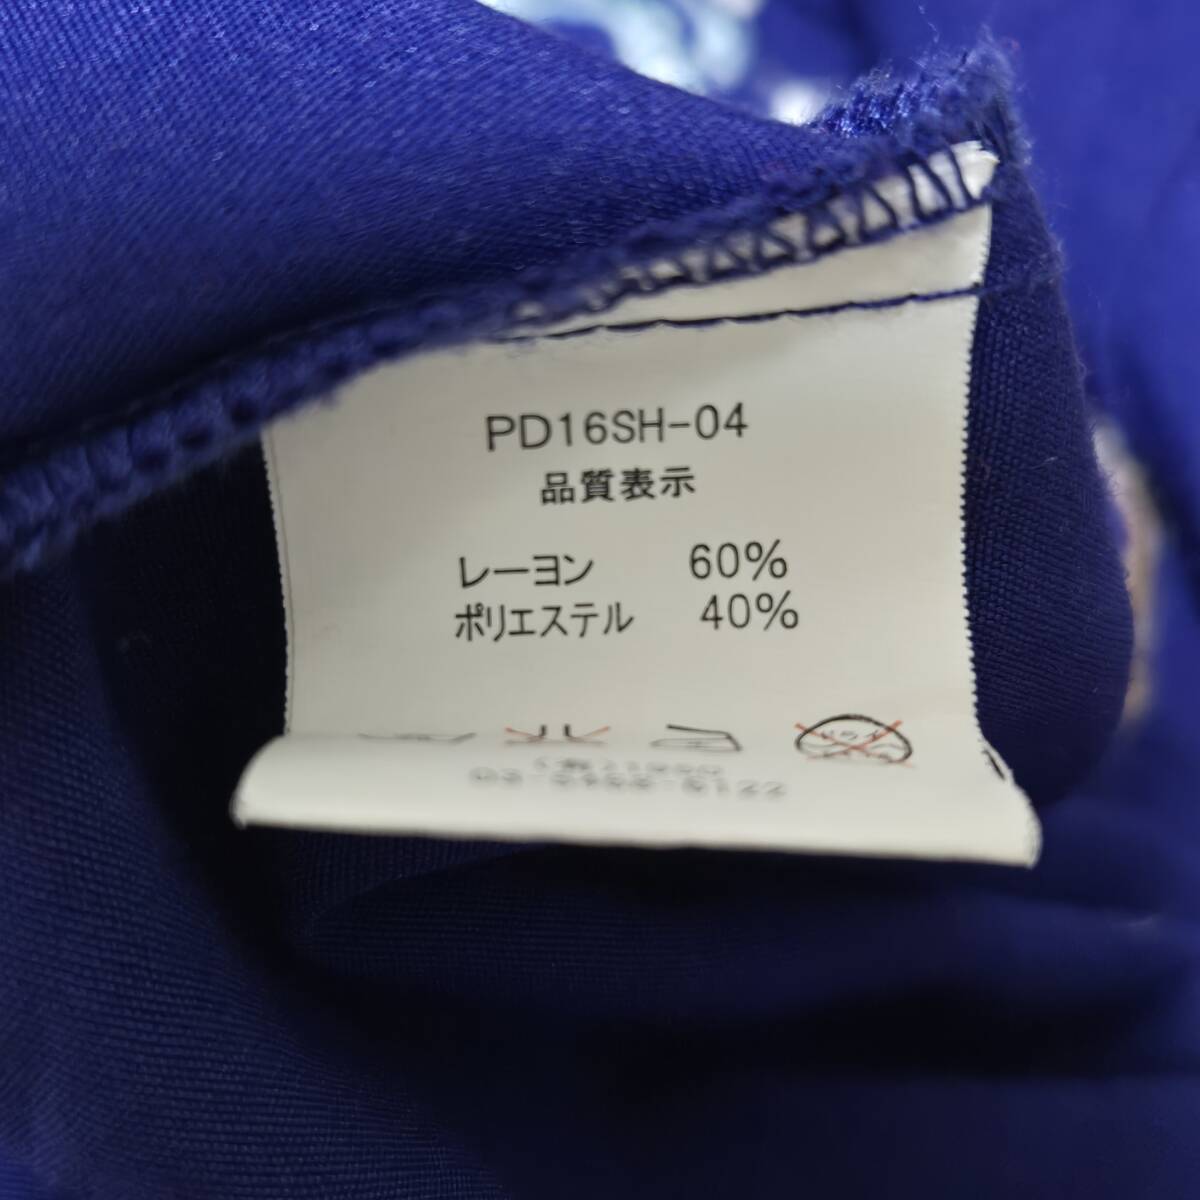 PD16SH-04
品質表示
レーヨン 60%
ポリエステル 40%